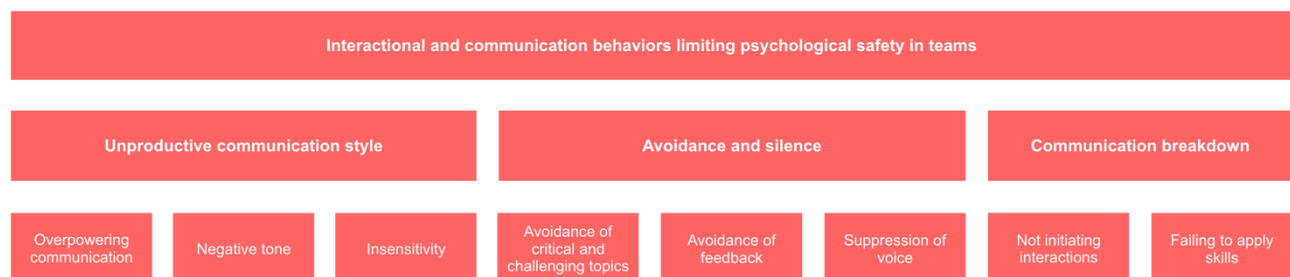 Interactional and communication behaviors limiting psychological safety in teams
Unproductive communication style
Avoidance and silence
Communication breakdown
Overpowering
communication
Negative tone
Insensitivity
Avoidance of
critical and
challenging topics
Avoidance of
feedback
Suppression of
voice
Not initiating
interactions
Failing to apply
skills